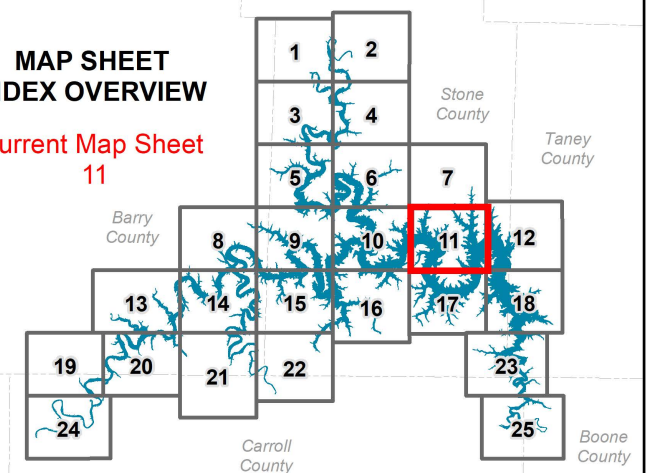 MAP SHEET
NDEX OVERVIEW
urrent Map Sheet
11
1
2
3
4
Stone
County
Taney
County
5
6
7
Barry
County
8
9
10
11
12
13
14
15
16
17
18
19
20
21
22
23
24
25
Carroll
County
Boone
County